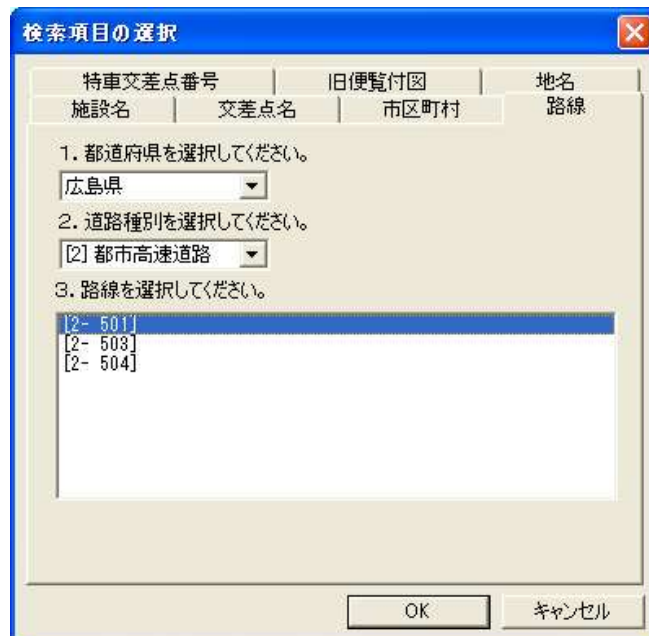 検索項目の選択
特車交差点番号 旧便覧付図 地名
施設名 交差点名 市区町村 路線
1.都道府県を選択してください。
広島県
2.道路種別を選択してください。
[2]都市高速道路
3.路線を選択してください。
[2- 501]
[2- 503]
[2- 504]
OK キャンセル